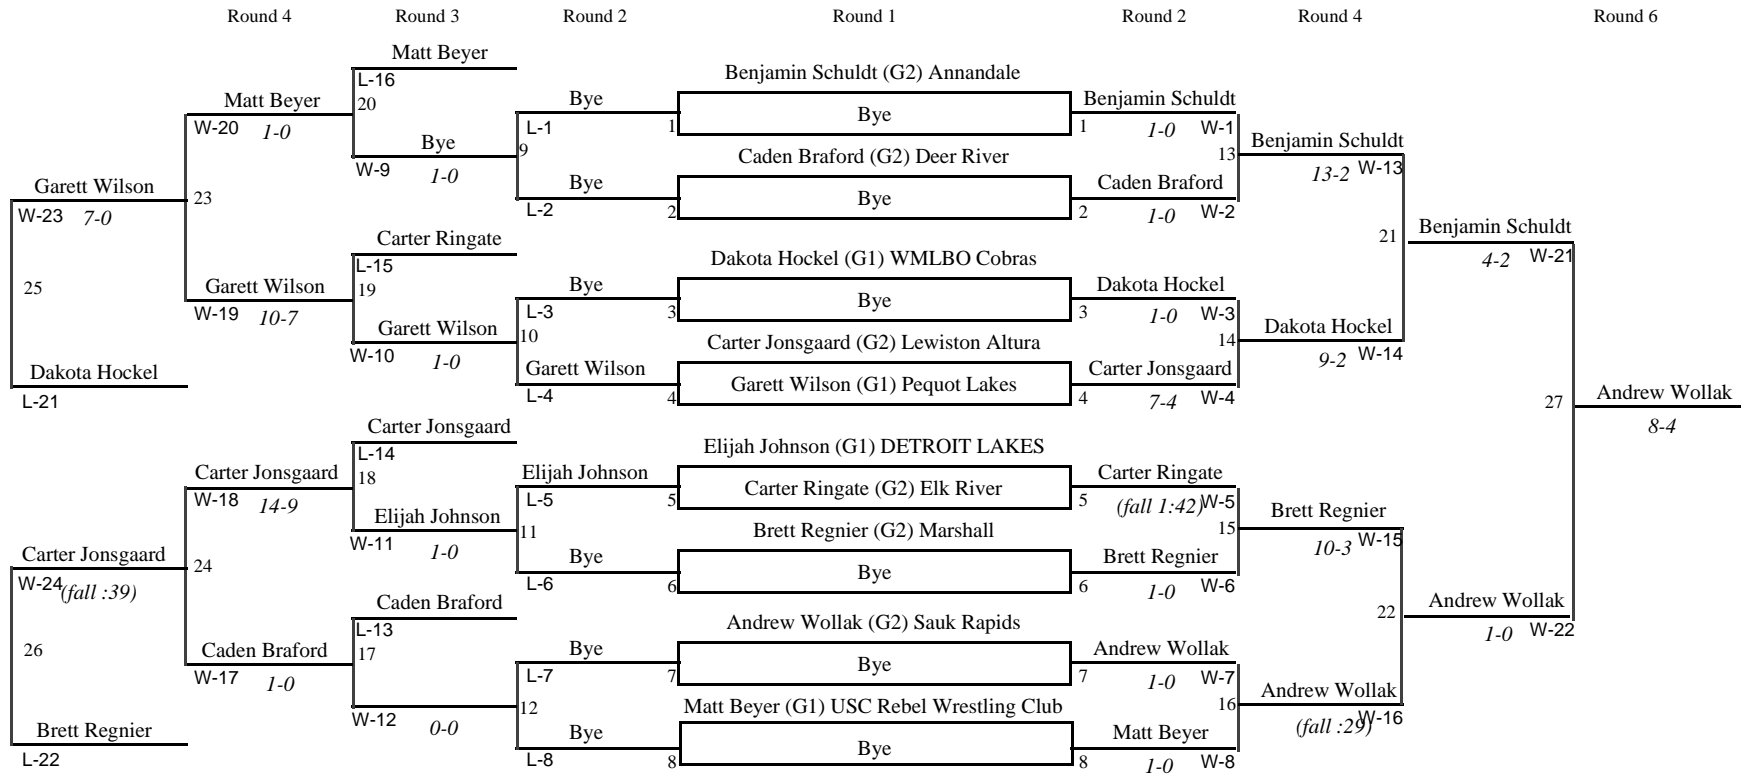 Round 4 Round 3 Round 2 Round 1 Round 2 Round 4 Round 6
Matt Beyer
L-16
Benjamin Schuldt (G2) Annandale
Matt Beyer 20 Bye Bye Benjamin Schuldt
W-20 1-0 L-1 1 1 1-0 W-1
Bye 9 Benjamin Schuldt
W-9 1-0 Caden Braford (G2) Deer River 13 13-2 W-13
Garett Wilson 23 Bye Bye Caden Braford
W-23 7-0 L-2 2 2 1-0 W-2
Carter Ringate 21 Benjamin Schuldt
L-15 Dakota Hockel (G1) WMLBO Cobras 4-2 W-21
25 Garett Wilson 19 Bye Bye Dakota Hockel
W-19 10-7 L-3 3 3 1-0 W-3
Garett Wilson 10 Dakota Hockel
W-10 1-0 Carter Jonsgaard (G2) Lewiston Altura 14 9-2 W-14
Dakota Hockel Garett Wilson Garett Wilson (G1) Pequot Lakes Carter Jonsgaard
L-21 L-4 4 4 7-4 W-4
27 Andrew Wollak
8-4
Carter Jonsgaard
L-14 Elijah Johnson (G1) DETROIT LAKES
Carter Jonsgaard 18 Elijah Johnson Carter Ringate (G2) Elk River Carter Ringate
W-18 14-9 L-5 5 5 (fall 1:42) W-5
Elijah Johnson 11 Brett Regnier
W-11 1-0 Brett Regnier (G2) Marshall 15 10-3 W-15
Carter Jonsgaard 24 Bye Bye Brett Regnier
W-24 (fall :39) L-6 6 6 1-0 W-6
Caden Braford 22 Andrew Wollak
L-13 Andrew Wollak (G2) Sauk Rapids 1-0 W-22
26 Caden Braford 17 Bye Bye Andrew Wollak
W-17 1-0 L-7 7 7 1-0 W-7
12 Andrew Wollak
W-12 0-0 Matt Beyer (G1) USC Rebel Wrestling Club 16 (fall :29) W-16
Brett Regnier Bye Bye Matt Beyer
L-22 L-8 8 8 1-0 W-8